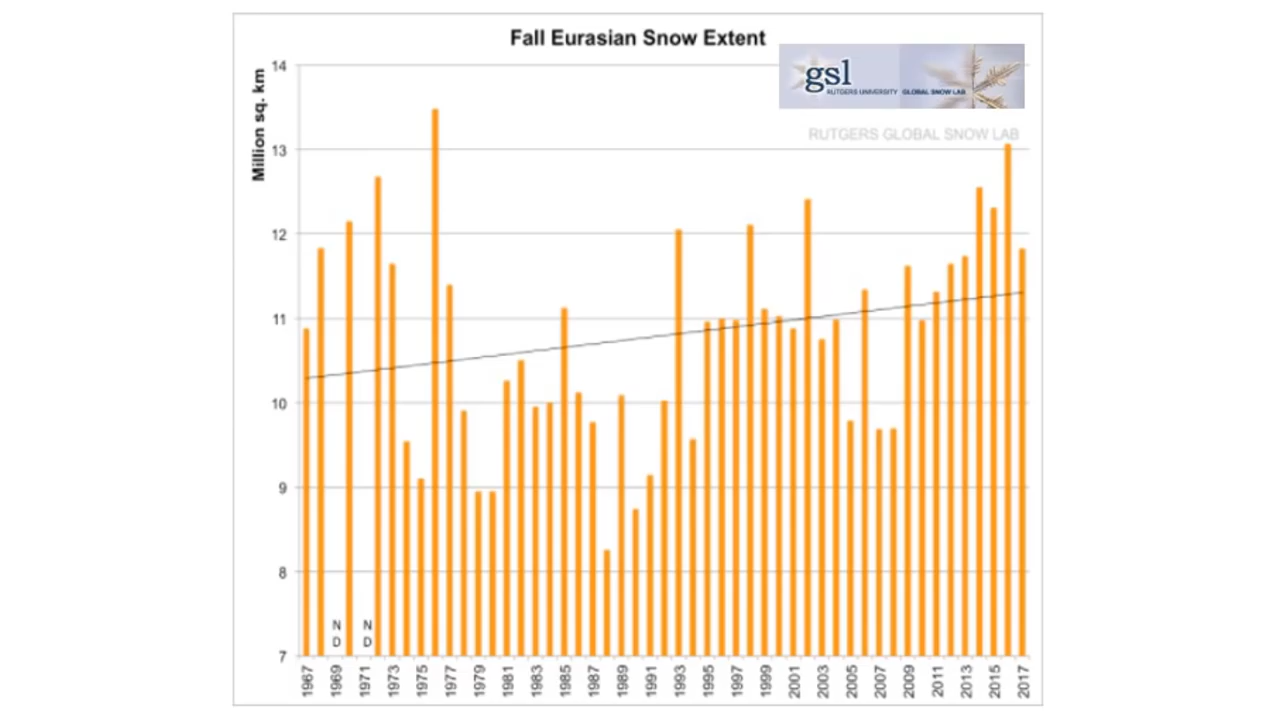 Fall Eurasian Snow Extent
gsl
RUTGERS UNIVERSITY GLOBAL SNOW LAB
RUTGERS GLOBAL SNOW LAB
Million sq. km
14
13
12
11
10
9
8
7
N N
D D
1967 1969 1971 1973 1975 1977 1979 1981 1983 1985 1987 1989 1991 1993 1995 1997 1999 2001 2003 2005 2007 2009 2011 2013 2015 2017